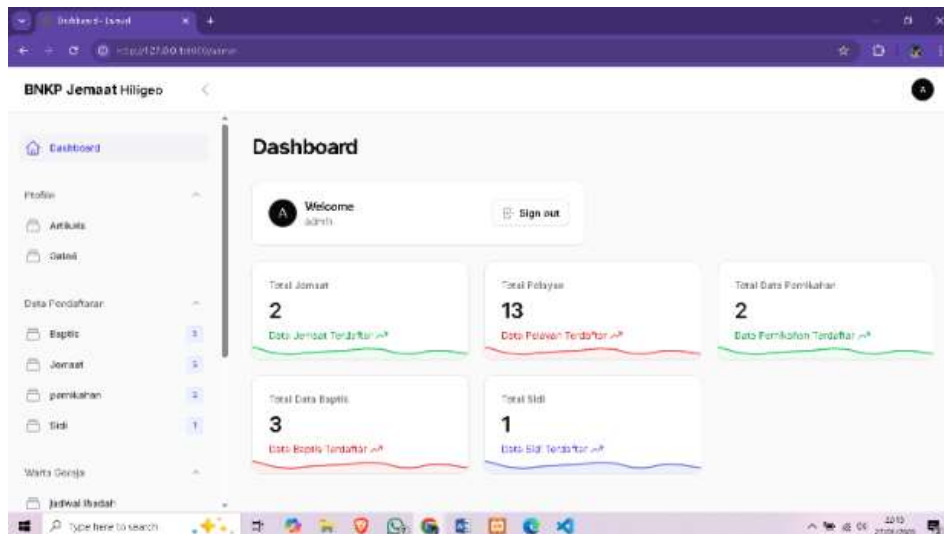 Dashboard - Laravel
BNKP Jemaat Hiligeo
A
Dashboard
Profile
Artikels
Galeri
Data Pendaftaran
Baptis
Jemaat
pernikahan
Sidi
1
Warta Gereja
Jadwal Ibadah
Dashboard
A
Welcome
admin
Sign out
Total Jemaat
2
Data Jemaat Terdaftar
Total Pelayan
13
Data Pelayan Terdaftar
Total Data Pernikahan
2
Data Pernikahan Terdaftar
Total Data Baptis
3
Data Baptis Terdaftar
Total Sidi
1
Data Sidi Terdaftar
Type here to search